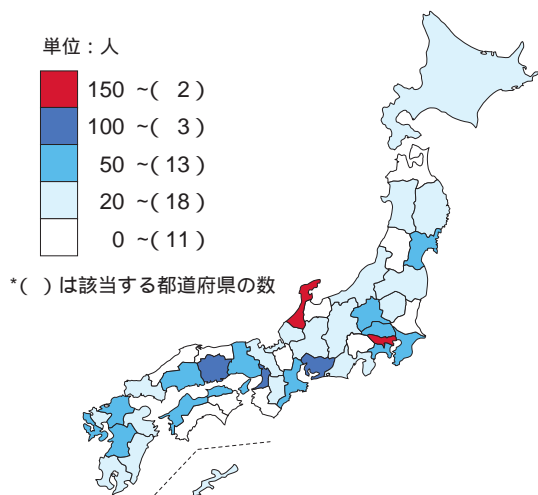 単位：人
150 ~( 2 )
100 ~( 3 )
50 ~( 13 )
20 ~( 18 )
0 ~( 11 )
*( ) は該当する都道府県の数